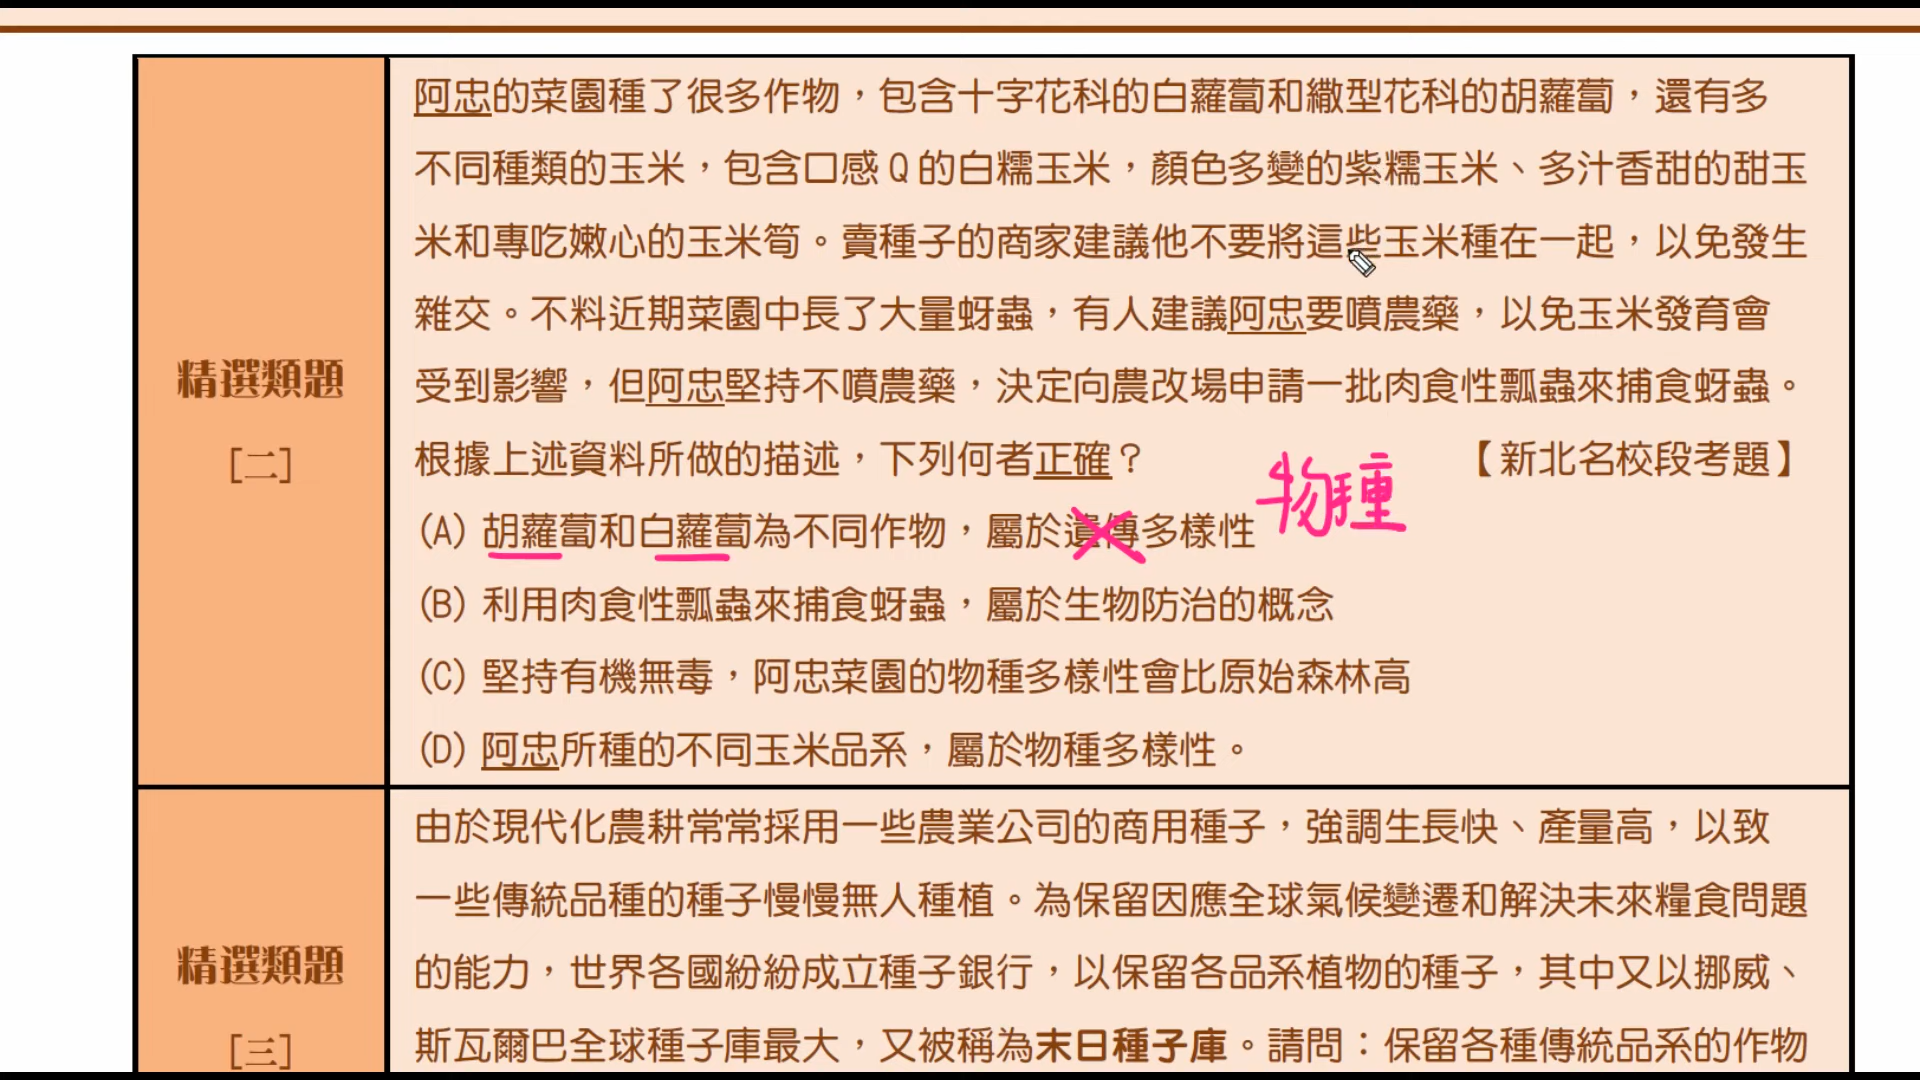 精選類題
[二]
阿忠的菜園種了很多作物，包含十字花科的白蘿蔔和繖型花科的胡蘿蔔，還有多
不同種類的玉米，包含口感Q的白糯玉米，顏色多變的紫糯玉米、多汁香甜的甜玉
米和專吃嫩心的玉米筍。賣種子的商家建議他不要將這些玉米種在一起，以免發生
雜交。不料近期菜園中長了大量蚜蟲，有人建議阿忠要噴農藥，以免玉米發育會
受到影響，但阿忠堅持不噴農藥，決定向農改場申請一批肉食性瓢蟲來捕食蚜蟲。
根據上述資料所做的描述，下列何者正確？ 【新北名校段考題】
(A) 胡蘿蔔和白蘿蔔為不同作物，屬於遺傳多樣性 物種
(B) 利用肉食性瓢蟲來捕食蚜蟲，屬於生物防治的概念
(C) 堅持有機無毒，阿忠菜園的物種多樣性會比原始森林高
(D) 阿忠所種的不同玉米品系，屬於物種多樣性。
精選類題
[三]
由於現代化農耕常常採用一些農業公司的商用種子，強調生長快、產量高，以致
一些傳統品種的種子慢慢無人種植。為保留因應全球氣候變遷和解決未來糧食問題
的能力，世界各國紛紛成立種子銀行，以保留各品系植物的種子，其中又以挪威、
斯瓦爾巴全球種子庫最大，又被稱為末日種子庫。請問：保留各種傳統品系的作物